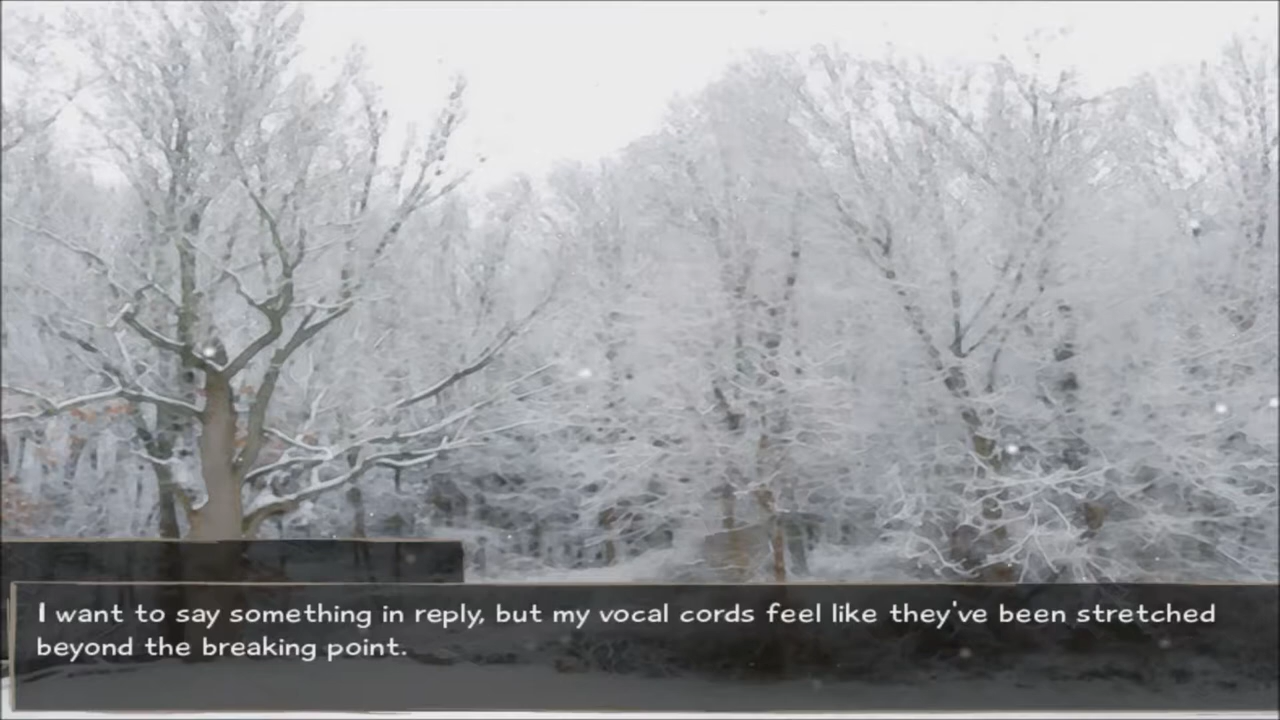 I want to say something in reply, but my vocal cords feel like they've been stretched
beyond the breaking point.